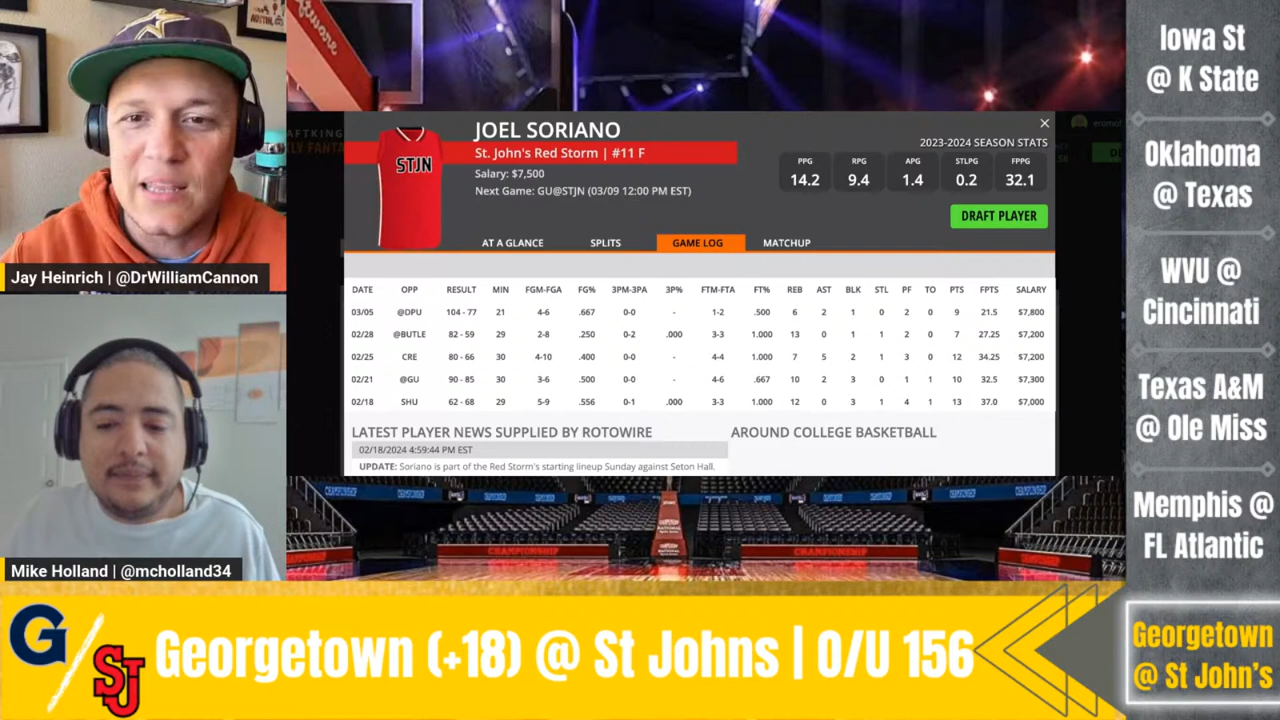 Jay Heinrich | @DrWilliamCannon
Mike Holland | @mcholland34
JOEL SORIANO
St. John's Red Storm | #11 F
Salary: $7,500
Next Game: GU@STJN (03/09 12:00 PM EST)
STJN
2023-2024 SEASON STATS
PPG RPG APG STLPG FPPG
14.2 9.4 1.4 0.2 32.1
DRAFT PLAYER
AT A GLANCE SPLITS GAME LOG MATCHUP
DATE OPP RESULT MIN FGM-FGA FG% 3PM-3PA 3P% FTM-FTA FT% REB AST BLK STL PF TO PTS FPTS SALARY
03/05 @DPU 104 - 77 21 4-6 .667 0-0 - 1-2 .500 6 2 1 0 2 0 9 21.5 $7,800
02/28 @BUTLE 82 - 59 29 2-8 .250 0-2 .000 3-3 1.000 13 0 1 1 2 0 7 27.25 $7,200
02/25 CRE 80 - 66 30 4-10 .400 0-0 - 4-4 1.000 7 5 2 1 3 0 12 34.25 $7,200
02/21 @GU 90 - 85 30 3-6 .500 0-0 - 4-6 .667 10 2 3 0 1 1 10 32.5 $7,300
02/18 SHU 62 - 68 29 5-9 .556 0-1 .000 3-3 1.000 12 0 3 1 4 1 13 37.0 $7,000
LATEST PLAYER NEWS SUPPLIED BY ROTOWIRE
AROUND COLLEGE BASKETBALL
02/18/2024 4:59:44 PM EST
UPDATE: Soriano is part of the Red Storm's starting lineup Sunday against Seton Hall.
CHAMPIONSHIP
CHAMPIONSHIP
G
SJ
Georgetown (+18) @ St Johns | O/U 156
Iowa St
@ K State
Oklahoma
@ Texas
WVU @
Cincinnati
Texas A&M
@ Ole Miss
Memphis @
FL Atlantic
Georgetown
@ St John's